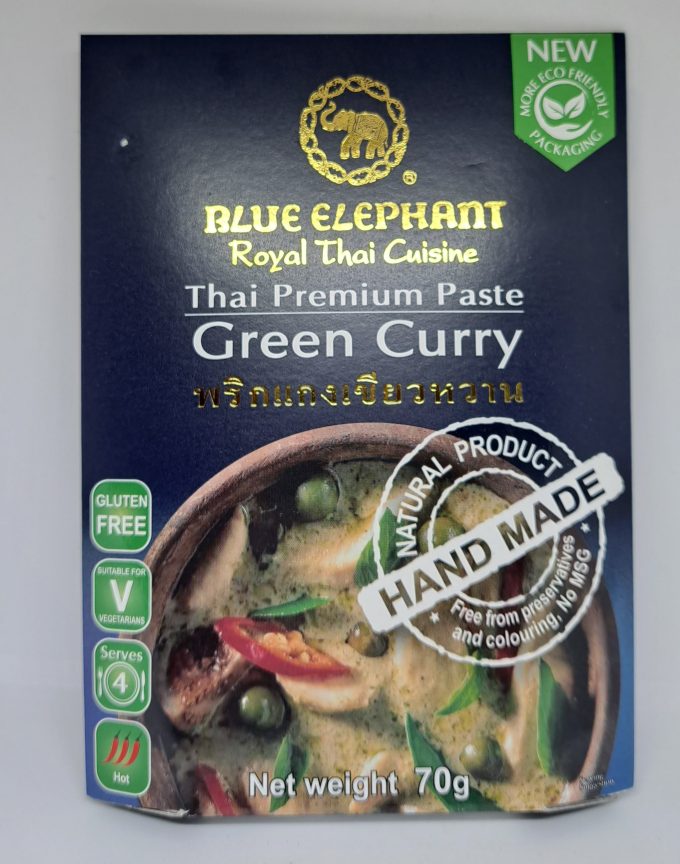 NEW
MORE ECO FRIENDLY
PACKAGING
®
BLUE ELEPHANT
Royal Thai Cuisine
Thai Premium Paste
Green Curry
พริกแกงเขียวหวาน
NATURAL PRODUCT
HAND MADE
Free from preservatives
and colouring, No MSG
GLUTEN
FREE
SUITABLE FOR
V
VEGETARIANS
Serves
4
Hot
Net weight 70g